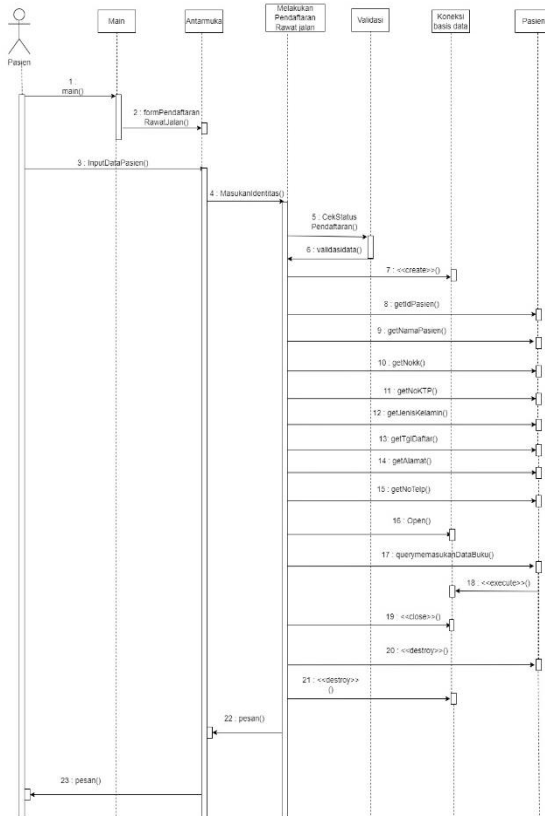 Pasien
Main
Antarmuka
Melakukan
Pendaftaran
Rawat jalan
Validasi
Koneksi
basis data
Pasien
1 :
main()
2 : formPendaftaran
RawatJalan()
3 : InputDataPasien()
4 : MasukanIdentitas()
5 : CekStatus
Pendaftaran()
6 : validasidata()
7 : <<create>>()
8 : getIdPasien()
9 : getNamaPasien()
10 : getNokk()
11 : getNoKTP()
12 : getJenisKelamin()
13: getTglDaftar()
14 : getAlamat()
15 : getNoTelp()
16 : Open()
17 : querymemasukanDataBuku()
18 : <<execute>>()
19 : <<close>>()
20 : <<destroy>>()
21 : <<destroy>>
()
22 : pesan()
23 : pesan()